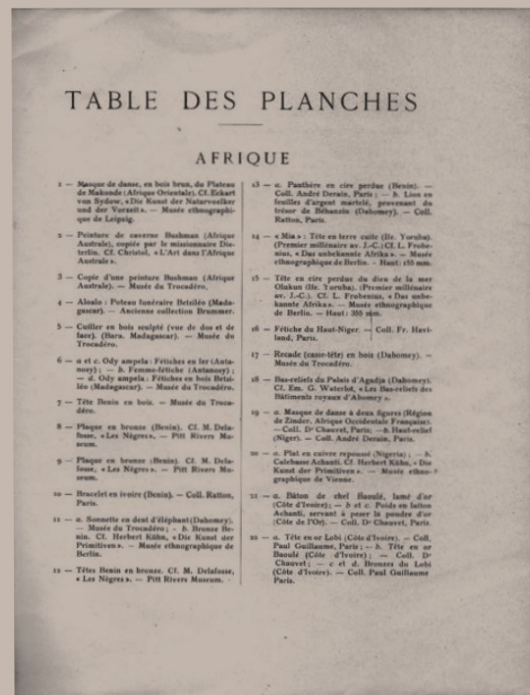 TABLE DES PLANCHES
AFRIQUE
1 — Masque de danse, en bois brun, du Plateau
de Makonde (Afrique Orientale). Cf. Eckart
von Sydow, «Die Kunst der Naturvoelker
und der Vorzeit». — Musée ethnographi-
que de Leipzig.
2 — Peinture de caverne Bushman (Afrique
Australe), copiée par le missionnaire Die-
terlin. Cf. Christol, «L'Art dans l'Afrique
Australe».
3 — Copie d'une peinture Bushman (Afrique
Australe). — Musée du Trocadéro.
4 — Aloalo : Poteau funéraire Betsiléo (Mada-
gascar). — Ancienne collection Brummer.
5 — Cuiller en bois sculpté (vue de dos et de
face). (Bara. Madagascar). — Musée du
Trocadéro.
6 — a et c. Ody ampela : Fétiches en fer (Anta-
nosy) ; — b. Femme-fétiche (Antanosy) ;
— d. Ody ampela : Fétiches en bois Betsi-
léo (Madagascar). — Musée du Trocadéro.
7 — Tête Benin en bois. — Musée du Troca-
déro.
8 — Plaque en bronze (Benin). Cf. M. Dela-
fosse, «Les Nègres». — Pitt Rivers Mu-
seum.
9 — Plaque en bronze (Benin). Cf. M. Dela-
fosse, «Les Nègres». — Pitt Rivers Mu-
seum.
10 — Bracelet en ivoire (Benin). — Coll. Ratton,
Paris.
11 — a. Sonnette en dent d'éléphant (Dahomey).
— Musée du Trocadéro ; — b. Bronze Be-
nin. Cf. Herbert Kühn, «Die Kunst der
Primitiven». — Musée ethnographique de
Berlin.
12 — Têtes Benin en bronze. Cf. M. Delafosse,
«Les Nègres». — Pitt Rivers Museum.
13 — a. Panthère en cire perdue (Benin). —
Coll. André Derain, Paris ; — b. Lion en
feuilles d'argent martelé, provenant du
trésor de Béhanzin (Dahomey). — Coll.
Ratton, Paris.
14 — «Mia» : Tête en terre cuite (Ife. Yoruba).
(Premier millénaire av. J.-C.) Cf. L. Frobe-
nius, «Das unbekannte Afrika». — Musée
ethnographique de Berlin. - Haut : 155 mm.
15 — Tête en cire perdue du dieu de la mer
Olukun (Ife. Yoruba). (Premier millénaire
av. J.-C.). Cf. L. Frobenius, «Das unbe-
kannte Afrika». — Musée ethnographique
de Berlin. — Haut : 355 mm.
16 — Fétiche du Haut-Niger. — Coll. Fr. Havi-
land, Paris.
17 — Recade (casse-tête) en bois (Dahomey). —
Musée du Trocadéro.
18 — Bas-reliefs du Palais d'Agadja (Dahomey).
Cf. Em. G. Waterlot, «Les Bas-reliefs des
Bâtiments royaux d'Abomey».
19 — a. Masque de danse à deux figures (Région
de Zinder. Afrique Occidentale Française).
— Coll. Dr Chauvet, Paris ; — b. Haut-relief
(Niger). — Coll. André Derain, Paris.
20 — a. Plat en cuivre repoussé (Nigeria) ; — b.
Calebasse Achanti. Cf. Herbert Kühn, «Die
Kunst der Primitiven». — Musée ethno-
graphique de Vienne.
21 — a. Bâton de chef Baoulé, lamé d'or
(Côte d'Ivoire) ; — b et c. Poids en laiton
Achanti, servant à peser la poudre d'or
(Côte de l'Or). — Coll. Dr Chauvet, Paris.
22 — a. Tête en or Lobi (Côte d'Ivoire). — Coll.
Paul Guillaume, Paris ; — b. Tête en or
Baoulé (Côte d'Ivoire) ; — Coll. Dr
Chauvet ; — c et d. Bronzes du Lobi
(Côte d'Ivoire). — Coll. Paul Guillaume
Paris.